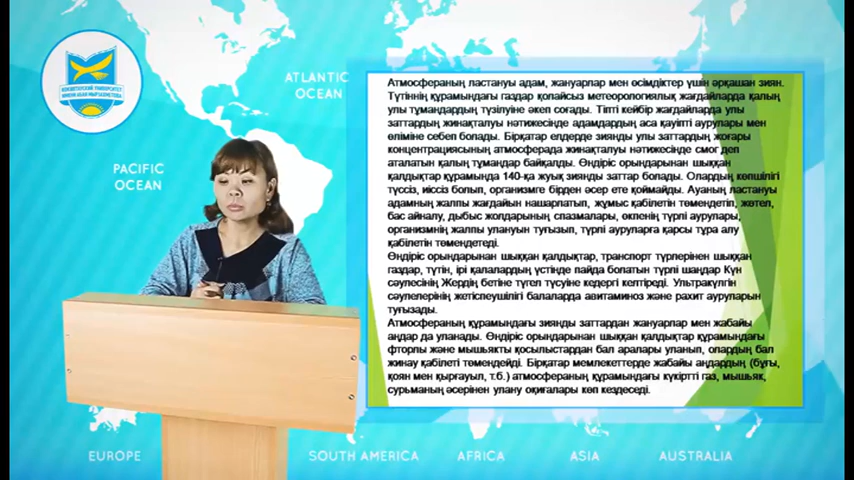 КӨКШЕТАУСКИЙ УНИВЕРСИТЕТ
ИМЕНИ АБАЯ МЫРЗАХМЕТОВА
ATLANTIC
OCEAN
PACIFIC
OCEAN
Атмосфераның ластануы адам, жануарлар мен өсімдіктер үшін әрқашан зиян.
Түтіннің құрамындағы газдар қолайсыз метеорологиялық жағдайларда қалың
улы тұмандардың түзілуіне әкеп соғады. Тіпті кейбір жағдайларда улы
заттардың жинақталуы нәтижесінде адамдардың аса қауіпті аурулары мен
өліміне себеп болады. Бірқатар елдерде зиянды улы заттардың жоғары
концентрациясының атмосферада жинақталуы нәтижесінде смог деп
аталатын қалың тұмандар байқалды. Өндіріс орындарынан шыққан
қалдықтар құрамында 140-қа жуық зиянды заттар болады. Олардың көпшілігі
түссіз, иіссіз болып, организмге бірден әсер ете қоймайды. Ауаның ластануы
адамның жалпы жағдайын нашарлатып, жұмыс қабілетін төмендетіп, жөтел,
бас айналу, дыбыс жолдарының спазмалары, өкпенің түрлі аурулары,
организмнің жалпы улануын туғызып, түрлі ауруларға қарсы тұра алу
қабілетін төмендетеді.
Өндіріс орындарынан шыққан қалдықтар, транспорт түрлерінен шыққан
газдар, түтін, ірі қалалардың үстінде пайда болатын түрлі шаңдар Күн
сәулесінің Жердің бетіне түгел түсуіне кедергі келтіреді. Ультракүлгін
сәулелерінің жетіспеушілігі балаларда авитаминоз және рахит ауруларын
туғызады.
Атмосфераның құрамындағы зиянды заттардан жануарлар мен жабайы
аңдар да уланады. Өндіріс орындарынан шыққан қалдықтар құрамындағы
фторлы және мышьякты қосылыстардан бал аралары уланып, олардың бал
жинау қабілеті төмендейді. Бірқатар мемлекеттерде жабайы аңдардың (бұғы,
қоян мен қырғауыл, т.б.) атмосфераның құрамындағы күкіртті газ, мышьяк,
сурьманың әсерінен улану оқиғалары көп кездеседі.
EUROPE
SOUTH AMERICA
AFRICA
ASIA
AUSTRALIA